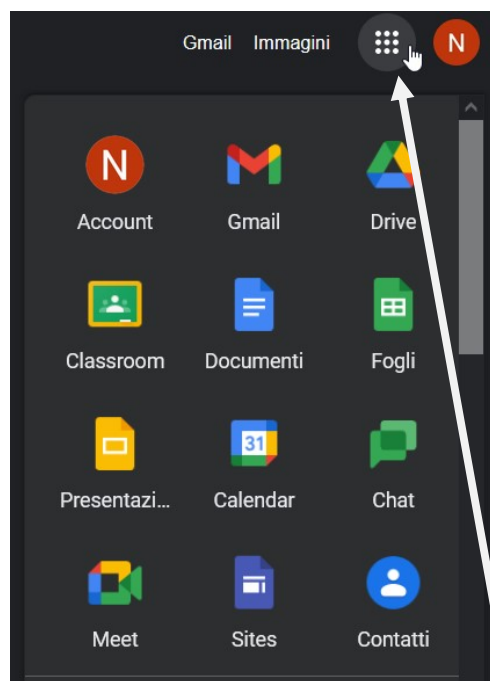 Gmail Immagini N
N
Account Gmail Drive
Classroom Documenti Fogli
31
Presentazi... Calendar Chat
Meet Sites Contatti